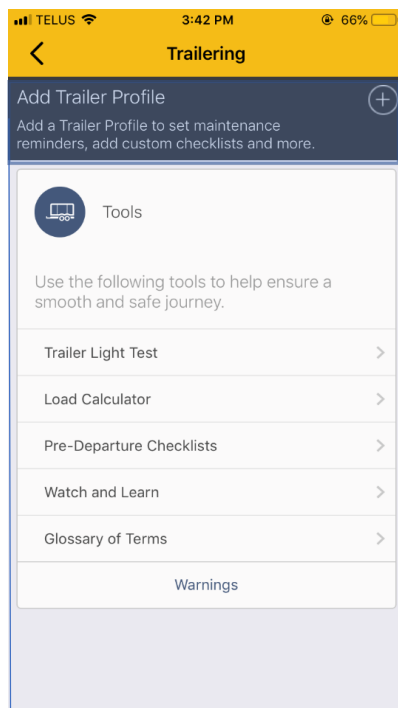 TELUS 3:42 PM 66%
Trailering
Add Trailer Profile
Add a Trailer Profile to set maintenance
reminders, add custom checklists and more.
Tools
Use the following tools to help ensure a
smooth and safe journey.
Trailer Light Test
Load Calculator
Pre-Departure Checklists
Watch and Learn
Glossary of Terms
Warnings